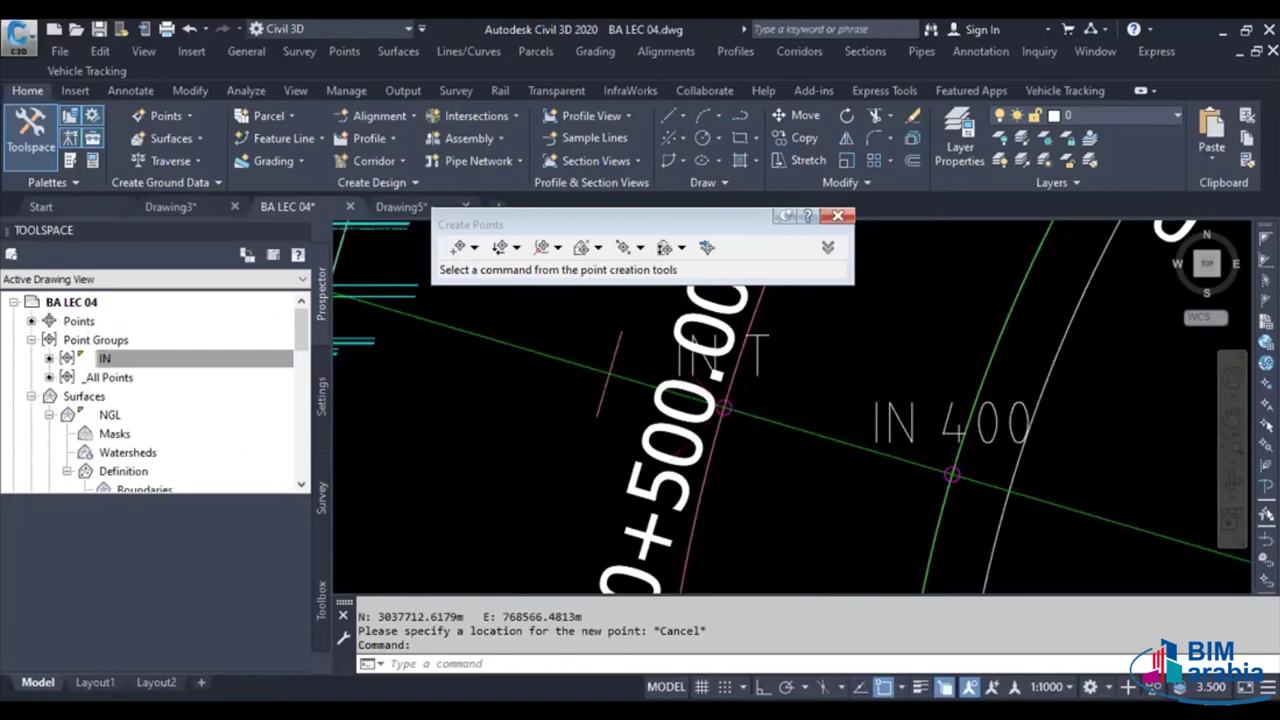 C3D
Civil 3D
Autodesk Civil 3D 2020 BA LEC 04.dwg
Type a keyword or phrase
Sign In
File Edit View Insert General Survey Points Surfaces Lines/Curves Parcels Grading Alignments Profiles Corridors Sections Pipes Annotation Inquiry Window Express
Vehicle Tracking
Home Insert Annotate Modify Analyze View Manage Output Survey Rail Transparent InfraWorks Collaborate Help Add-ins Express Tools Featured Apps Vehicle Tracking
Toolspace
Points
Surfaces
Traverse
Parcel
Feature Line
Grading
Alignment
Profile
Corridor
Intersections
Assembly
Pipe Network
Profile View
Sample Lines
Section Views
Move
Copy
Stretch
Layer
Properties
0
Paste
Palettes Create Ground Data Create Design Profile & Section Views Draw Modify Layers Clipboard
Start Drawing3* BA LEC 04* Drawing5*
TOOLSPACE
Active Drawing View
BA LEC 04
Points
Point Groups
IN
_All Points
Surfaces
NGL
Masks
Watersheds
Definition
Boundaries
Prospector
Settings
Survey
Toolbox
Create Points
Select a command from the point creation tools
0+500.00
IN T
IN 400
N
W TOP E
S
WCS
N: 3037712.6179m E: 768566.4813m
Please specify a location for the new point: *Cancel*
Command:
Type a command
Model Layout1 Layout2 +
MODEL 1:1000 3.500
BIM
arabia